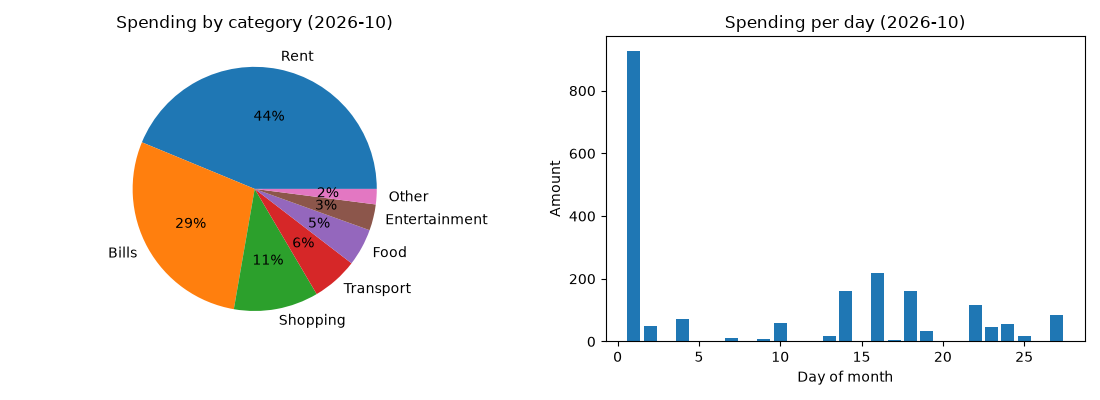 Spending by category (2026-10)
Rent
44%
Bills
29%
Shopping
11%
Transport
6%
Food
5%
Entertainment
3%
Other
2%
Spending per day (2026-10)
Amount
800
600
400
200
0
0 5 10 15 20 25
Day of month